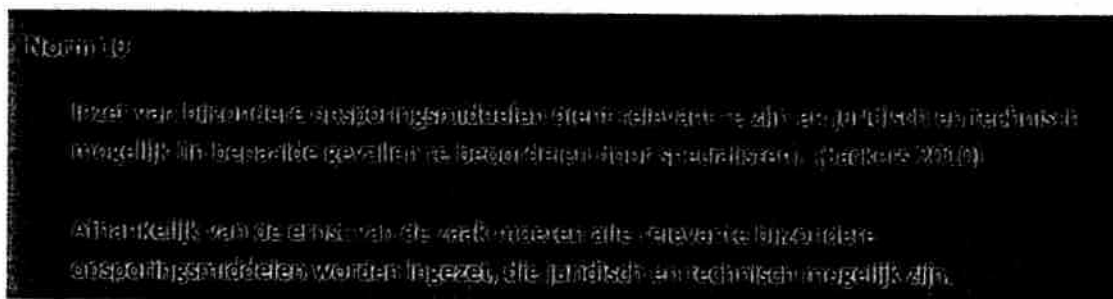 Norm 10
Inzet van bijzondere opsporingsmiddelen dient relevant te zijn en juridisch en technisch
mogelijk (in bepaalde gevallen te beoordelen door specialisten). (Hackers 2010)
Afhankelijk van de ernst van de zaak anderen alle relevante bijzondere
opsporingsmiddelen worden ingezet, die juridisch en technisch mogelijk zijn.